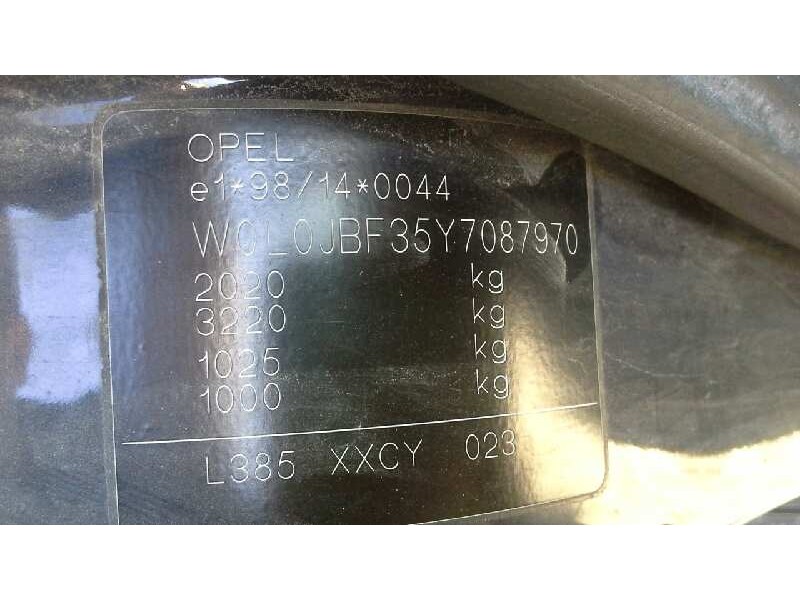 OPEL
e1*98/14*0044
W0L0JBF35Y7087970
2020 kg
3220 kg
1025 kg
1000 kg
L385 XXCY 023